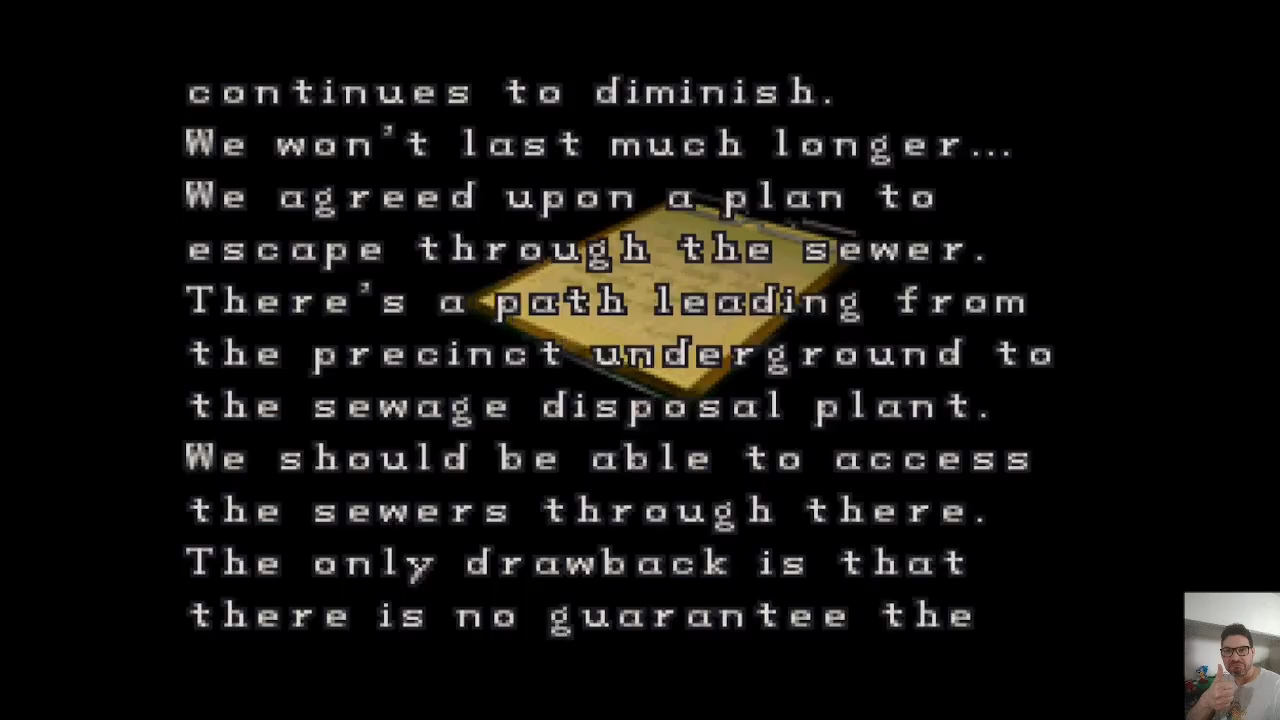 continues to diminish.
We won't last much longer...
We agreed upon a plan to
escape through the sewer.
There's a path leading from
the precinct underground to
the sewage disposal plant.
We should be able to access
the sewers through there.
The only drawback is that
there is no guarantee the